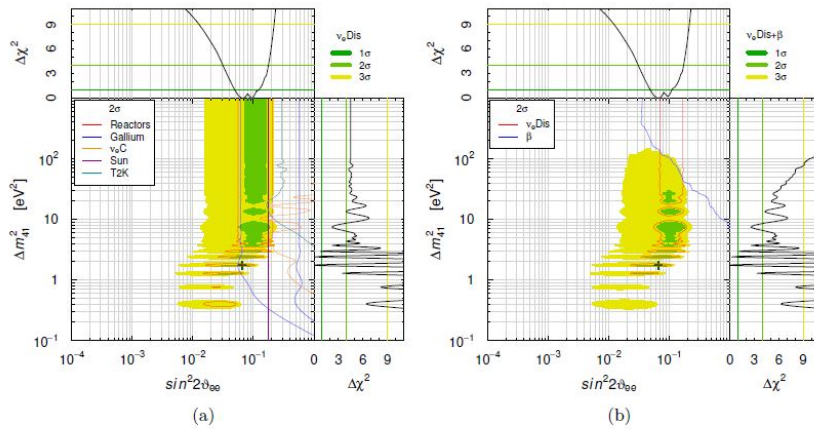 Δχ²
9
6
3
0
νₑDis
1σ
2σ
3σ
2σ
Reactors
Gallium
νₑC
Sun
T2K
Δm²₄₁ [eV²]
10²
10
1
10⁻¹
10⁻⁴ 10⁻³ 10⁻² 10⁻¹ 0 3 6 9
sin²2ϑₑₑ Δχ²
(a)
Δχ²
9
6
3
0
νₑDis+β
1σ
2σ
3σ
2σ
νₑDis
β
Δm²₄₁ [eV²]
10²
10
1
10⁻¹
10⁻⁴ 10⁻³ 10⁻² 10⁻¹ 0 3 6 9
sin²2ϑₑₑ Δχ²
(b)